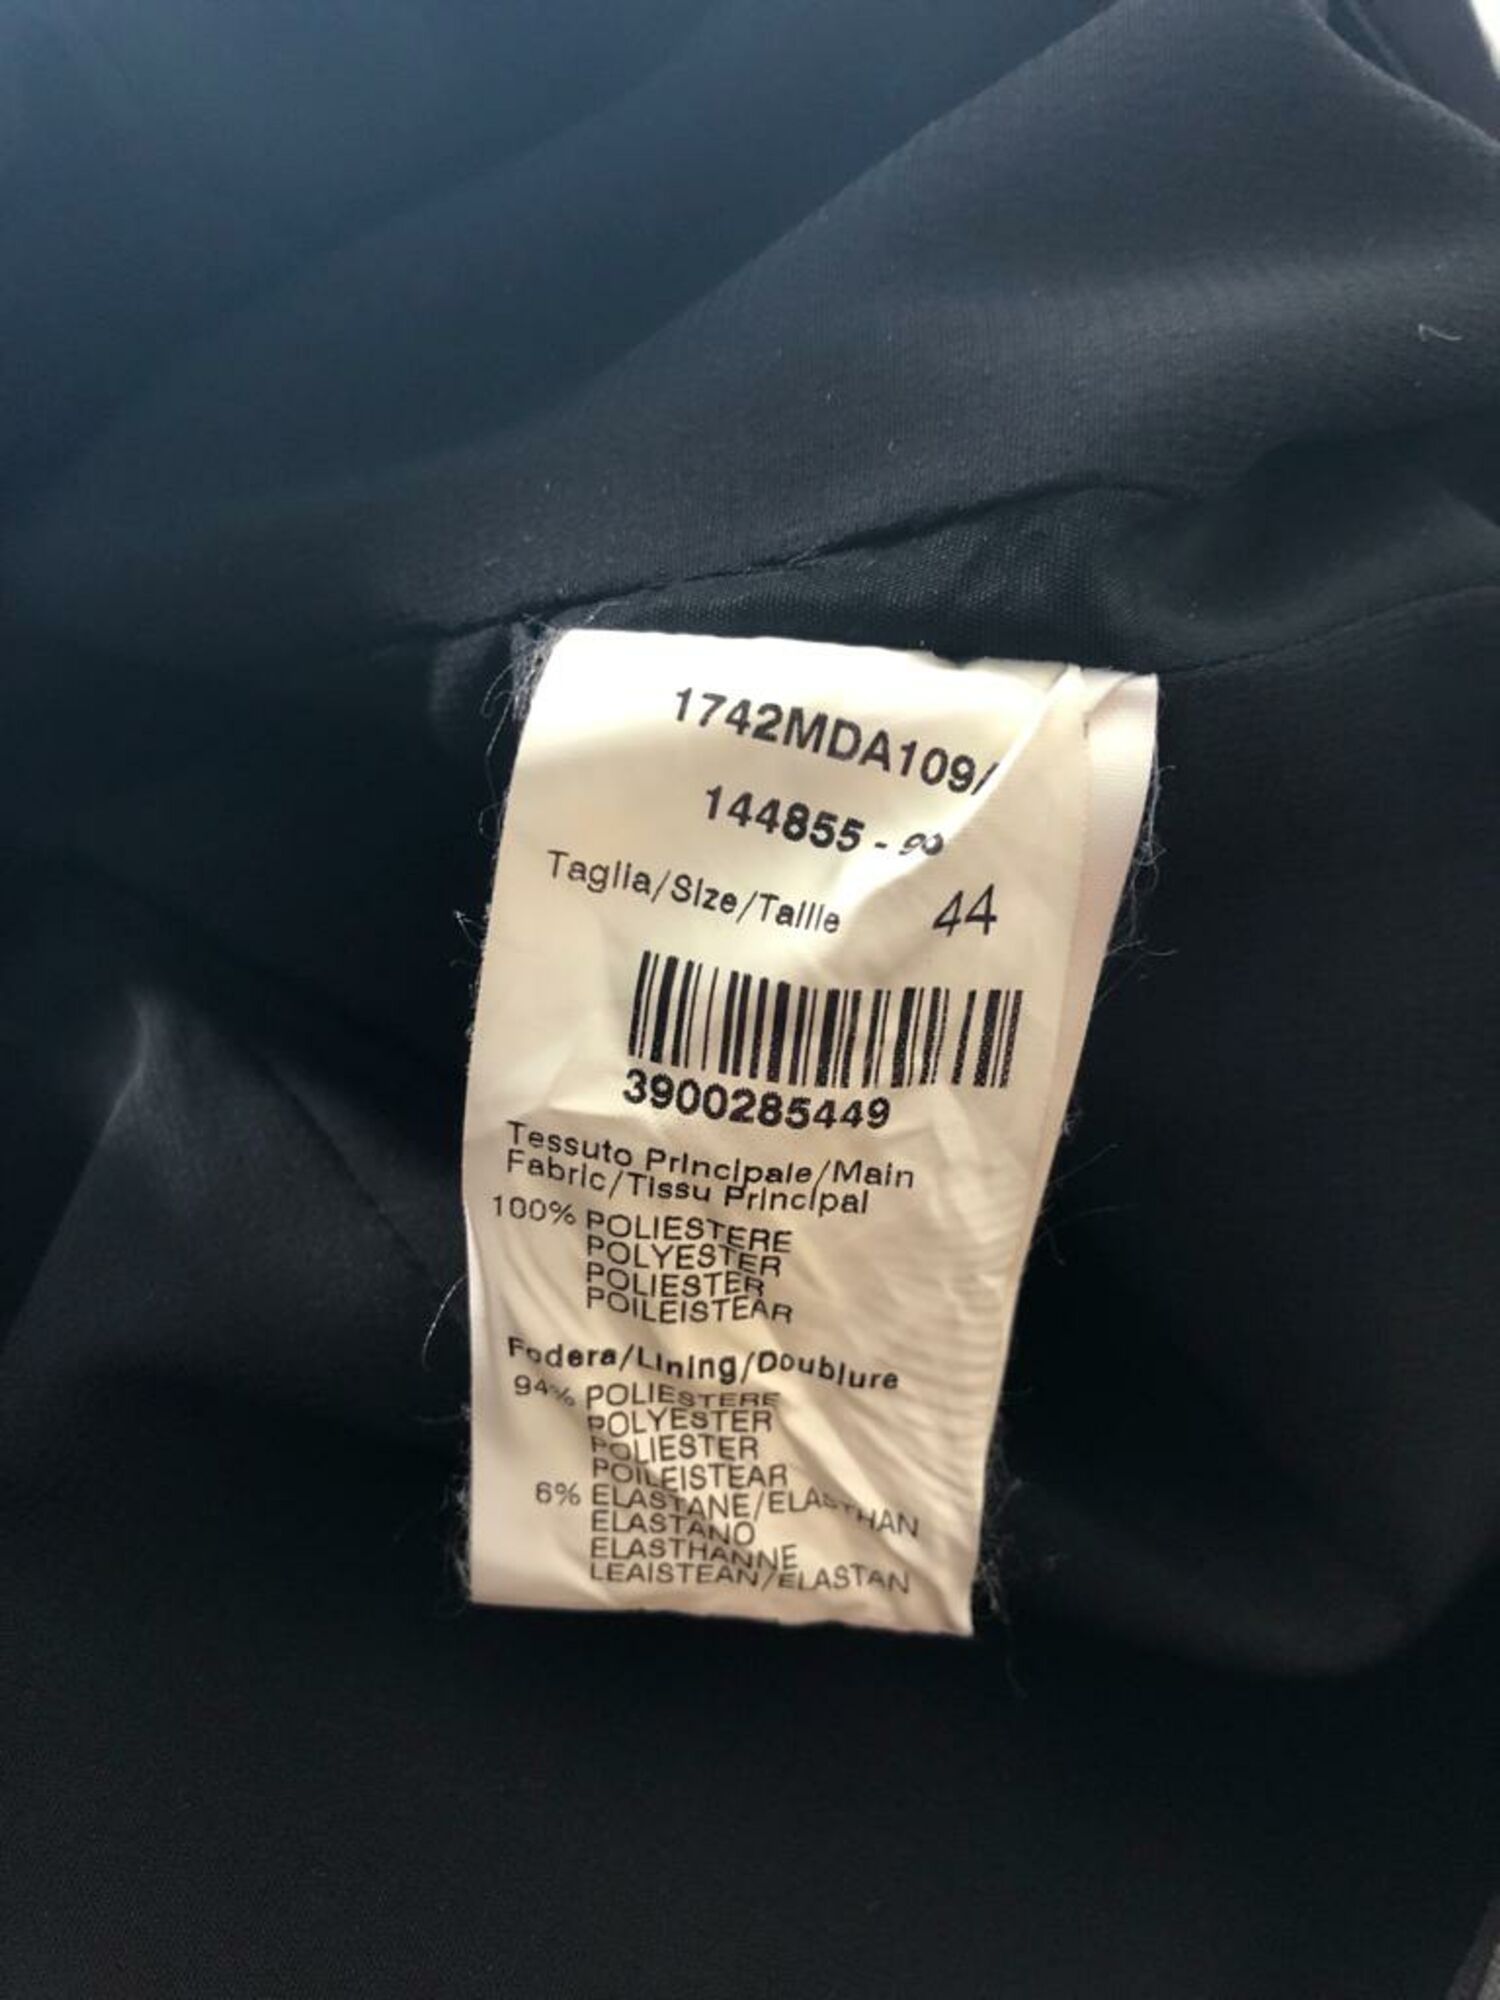 1742MDA109/
144855 -
Taglia/Size/Taille 44
3900285449
Tessuto Principale/Main
Fabric/Tissu Principal
100% POLIESTERE
POLYESTER
POLIESTER
POILEISTEAR
Fodera/Lining/Doublure
94% POLIESTERE
POLYESTER
POLIESTER
POILEISTEAR
6% ELASTANE/ELASTHAN
ELASTANO
ELASTHANNE
LEAISTEAN/ELASTAN